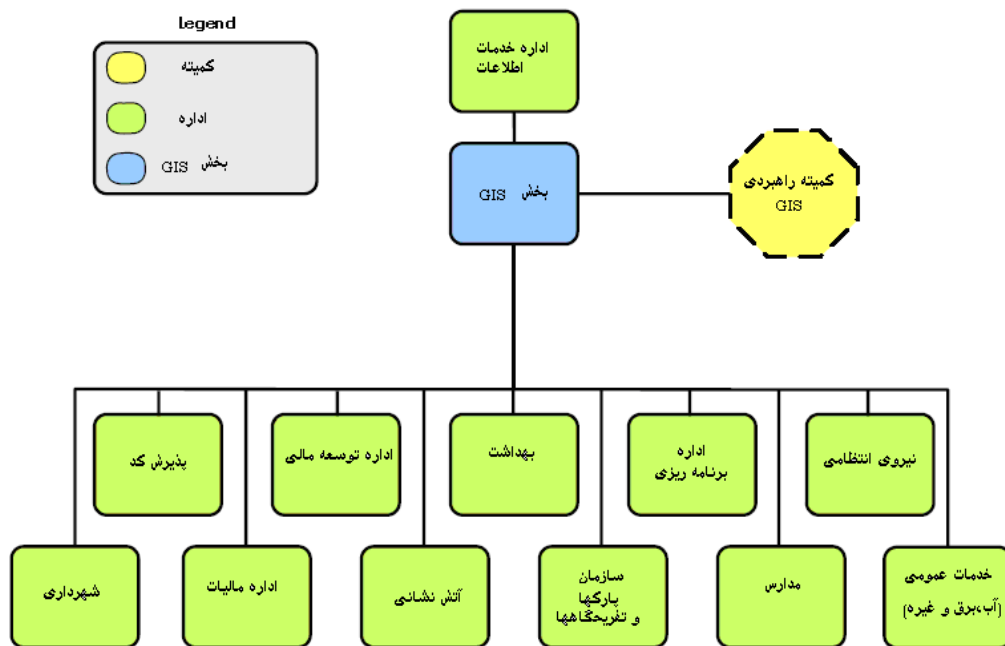 legend
کمیته
اداره
بخش GIS
اداره خدمات
اطلاعات
بخش GIS
کمیته راهبردی
GIS
پذیرش کد
اداره توسعه مالی
بهداشت
اداره
برنامه ریزی
نیروی انتظامی
شهرداری
اداره مالیات
آتش نشانی
سازمان
پارکها
و تفریحگاهها
مدارس
خدمات عمومی
(آب،برق و غیره)